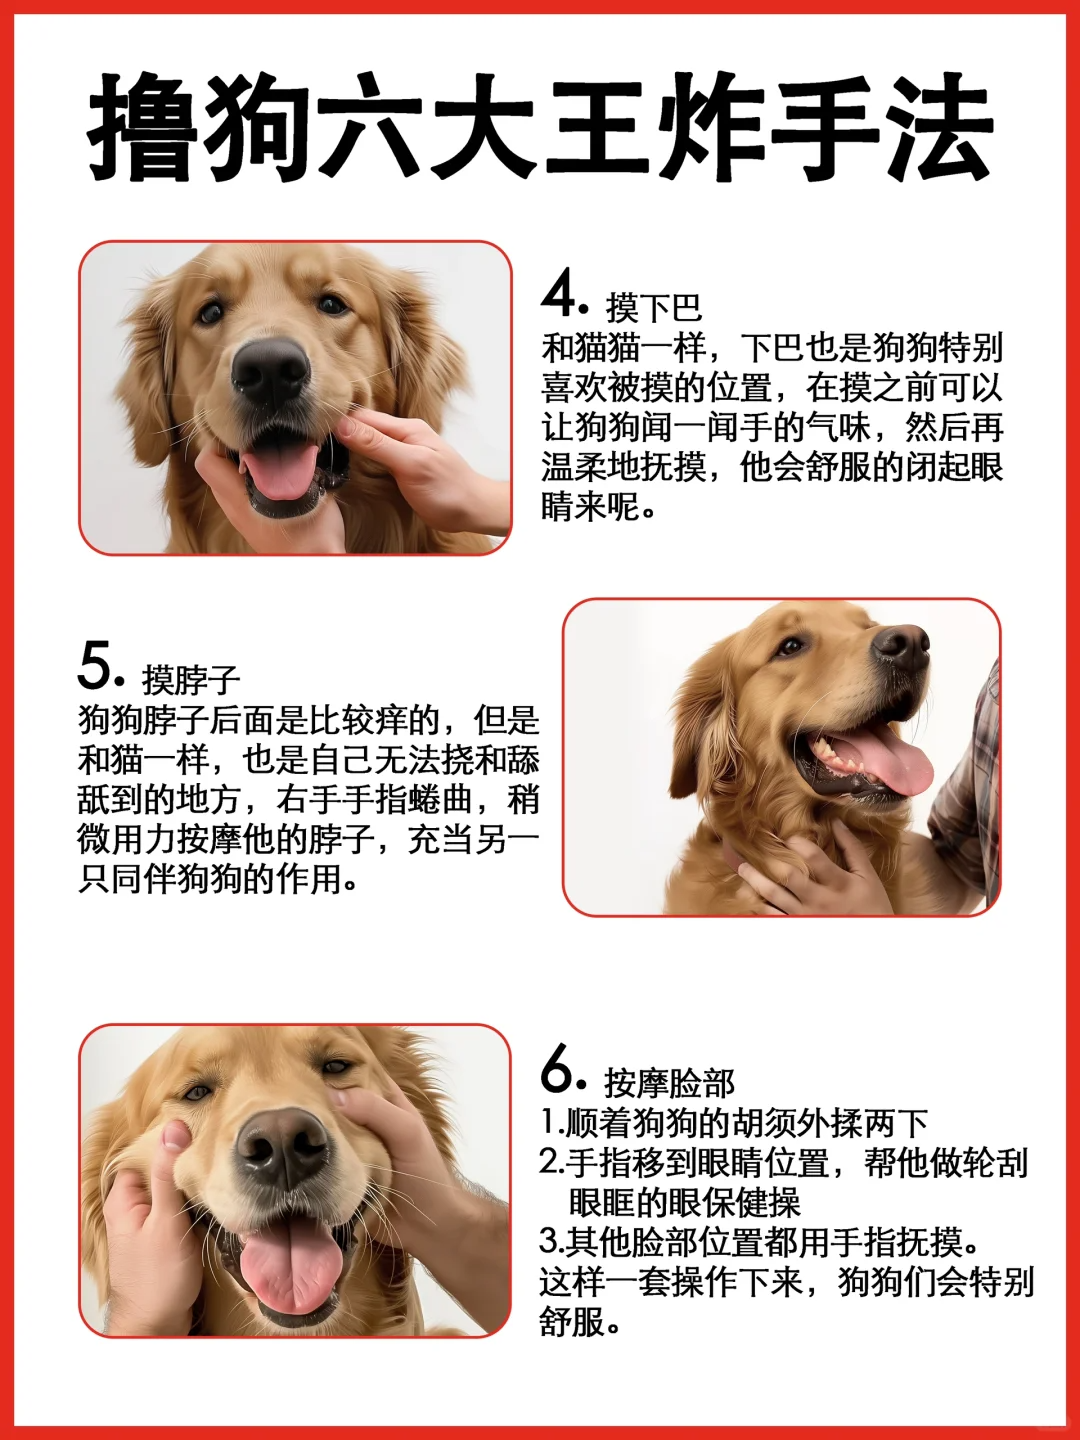 撸狗六大王炸手法
4. 摸下巴
和猫猫一样，下巴也是狗狗特别
喜欢被摸的位置，在摸之前可以
让狗狗闻一闻手的气味，然后再
温柔地抚摸，他会舒服的闭起眼
睛来呢。
5. 摸脖子
狗狗脖子后面是比较痒的，但是
和猫一样，也是自己无法挠和舔
舐到的地方，右手手指蜷曲，稍
微用力按摩他的脖子，充当另一
只同伴狗狗的作用。
6. 按摩脸部
1.顺着狗狗的胡须外揉两下
2.手指移到眼睛位置，帮他做轮刮
眼眶的眼保健操
3.其他脸部位置都用手指抚摸。
这样一套操作下来，狗狗们会特别
舒服。